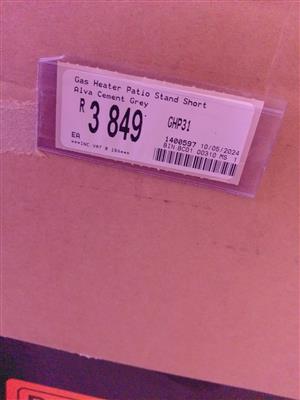 Gas Heater Patio Stand Short
Alva Cement Grey
R 3 849
GHP31
EA
1400597 10/05/2024
***INC VAT @ 15%***
BIN.BC01 00310 MS 1